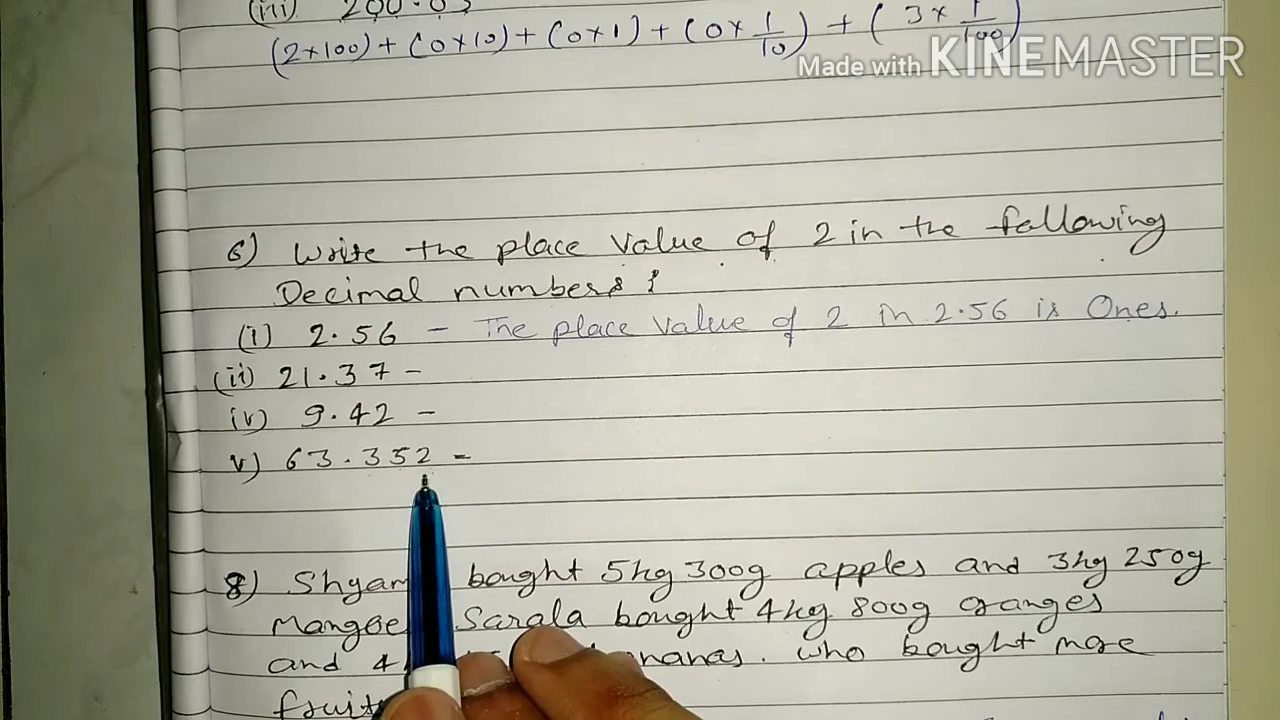 (iii) 200.03
(2×100) + (0×10) + (0×1) + (0 × 1/10) + (3 × 1/100)
Made with KINEMASTER
6) Write the place value of 2 in the following
Decimal numbers :
(i) 2.56 - The place value of 2 in 2.56 is Ones.
(ii) 21.37 -
iv) 9.42 -
v) 63.352 -
8) Shyam bought 5kg 300g apples and 3kg 250g
Mangoe Sarala bought 4kg 800g oranges
and 4 bananas. who bought more
fruits